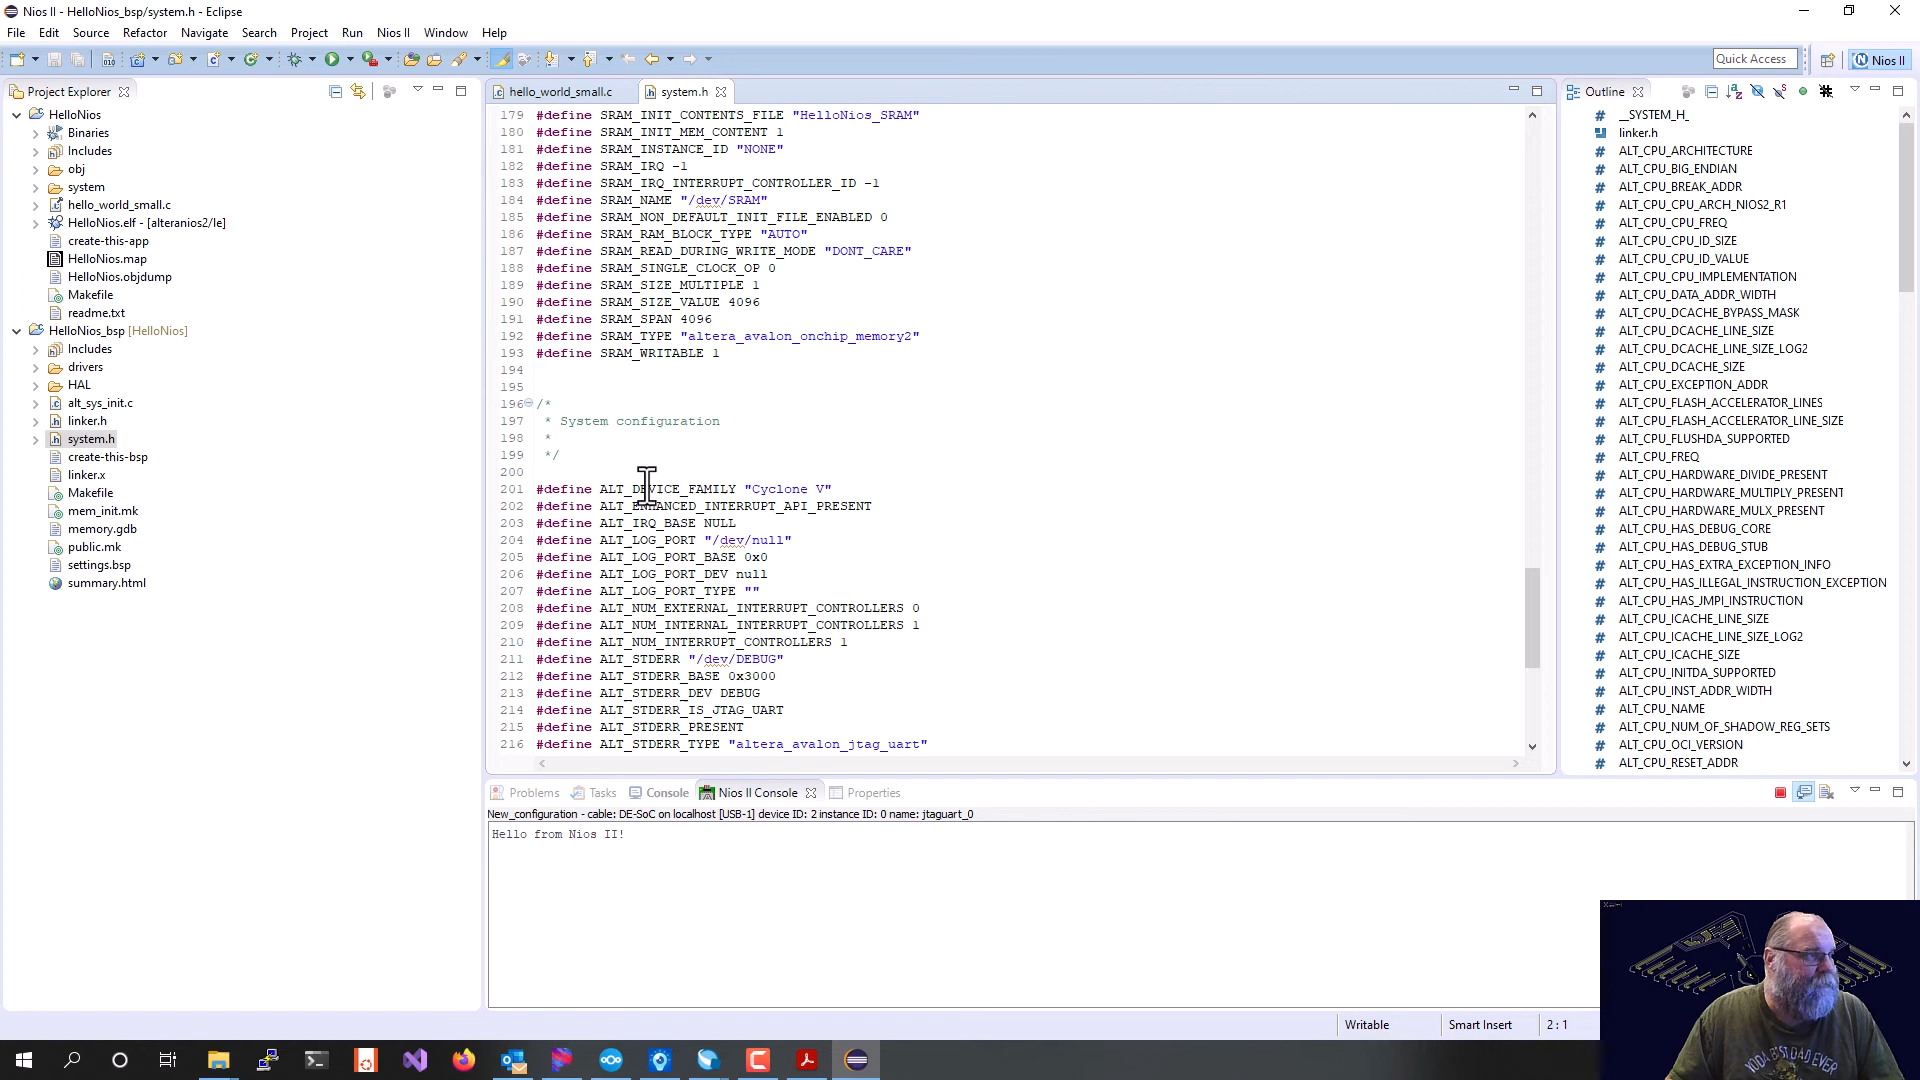 Nios II - HelloNios_bsp/system.h - Eclipse
File Edit Source Refactor Navigate Search Project Run Nios II Window Help
Quick Access
Nios II
Project Explorer
HelloNios
Binaries
Includes
obj
system
hello_world_small.c
HelloNios.elf - [alteranios2/le]
create-this-app
HelloNios.map
HelloNios.objdump
Makefile
readme.txt
HelloNios_bsp [HelloNios]
Includes
drivers
HAL
alt_sys_init.c
linker.h
system.h
create-this-bsp
linker.x
Makefile
mem_init.mk
memory.gdb
public.mk
settings.bsp
summary.html
hello_world_small.c system.h
179 #define SRAM_INIT_CONTENTS_FILE "HelloNios_SRAM"
180 #define SRAM_INIT_MEM_CONTENT 1
181 #define SRAM_INSTANCE_ID "NONE"
182 #define SRAM_IRQ -1
183 #define SRAM_IRQ_INTERRUPT_CONTROLLER_ID -1
184 #define SRAM_NAME "/dev/SRAM"
185 #define SRAM_NON_DEFAULT_INIT_FILE_ENABLED 0
186 #define SRAM_RAM_BLOCK_TYPE "AUTO"
187 #define SRAM_READ_DURING_WRITE_MODE "DONT_CARE"
188 #define SRAM_SINGLE_CLOCK_OP 0
189 #define SRAM_SIZE_MULTIPLE 1
190 #define SRAM_SIZE_VALUE 4096
191 #define SRAM_SPAN 4096
192 #define SRAM_TYPE "altera_avalon_onchip_memory2"
193 #define SRAM_WRITABLE 1
194
195
196 /*
197 * System configuration
198 *
199 */
200
201 #define ALT_DEVICE_FAMILY "Cyclone V"
202 #define ALT_ENHANCED_INTERRUPT_API_PRESENT
203 #define ALT_IRQ_BASE NULL
204 #define ALT_LOG_PORT "/dev/null"
205 #define ALT_LOG_PORT_BASE 0x0
206 #define ALT_LOG_PORT_DEV null
207 #define ALT_LOG_PORT_TYPE ""
208 #define ALT_NUM_EXTERNAL_INTERRUPT_CONTROLLERS 0
209 #define ALT_NUM_INTERNAL_INTERRUPT_CONTROLLERS 1
210 #define ALT_NUM_INTERRUPT_CONTROLLERS 1
211 #define ALT_STDERR "/dev/DEBUG"
212 #define ALT_STDERR_BASE 0x3000
213 #define ALT_STDERR_DEV DEBUG
214 #define ALT_STDERR_IS_JTAG_UART
215 #define ALT_STDERR_PRESENT
216 #define ALT_STDERR_TYPE "altera_avalon_jtag_uart"
Outline
__SYSTEM_H_
linker.h
ALT_CPU_ARCHITECTURE
ALT_CPU_BIG_ENDIAN
ALT_CPU_BREAK_ADDR
ALT_CPU_CPU_ARCH_NIOS2_R1
ALT_CPU_CPU_FREQ
ALT_CPU_CPU_ID_SIZE
ALT_CPU_CPU_ID_VALUE
ALT_CPU_CPU_IMPLEMENTATION
ALT_CPU_DATA_ADDR_WIDTH
ALT_CPU_DCACHE_BYPASS_MASK
ALT_CPU_DCACHE_LINE_SIZE
ALT_CPU_DCACHE_LINE_SIZE_LOG2
ALT_CPU_DCACHE_SIZE
ALT_CPU_EXCEPTION_ADDR
ALT_CPU_FLASH_ACCELERATOR_LINES
ALT_CPU_FLASH_ACCELERATOR_LINE_SIZE
ALT_CPU_FLUSHDA_SUPPORTED
ALT_CPU_FREQ
ALT_CPU_HARDWARE_DIVIDE_PRESENT
ALT_CPU_HARDWARE_MULTIPLY_PRESENT
ALT_CPU_HARDWARE_MULX_PRESENT
ALT_CPU_HAS_DEBUG_CORE
ALT_CPU_HAS_DEBUG_STUB
ALT_CPU_HAS_EXTRA_EXCEPTION_INFO
ALT_CPU_HAS_ILLEGAL_INSTRUCTION_EXCEPTION
ALT_CPU_HAS_JMPI_INSTRUCTION
ALT_CPU_ICACHE_LINE_SIZE
ALT_CPU_ICACHE_LINE_SIZE_LOG2
ALT_CPU_ICACHE_SIZE
ALT_CPU_INITDA_SUPPORTED
ALT_CPU_INST_ADDR_WIDTH
ALT_CPU_NAME
ALT_CPU_NUM_OF_SHADOW_REG_SETS
ALT_CPU_OCI_VERSION
ALT_CPU_RESET_ADDR
Problems Tasks Console Nios II Console Properties
New_configuration - cable: DE-SoC on localhost [USB-1] device ID: 2 instance ID: 0 name: jtaguart_0
Hello from Nios II!
Writable Smart Insert 2 : 1
YODA BEST DAD EVER